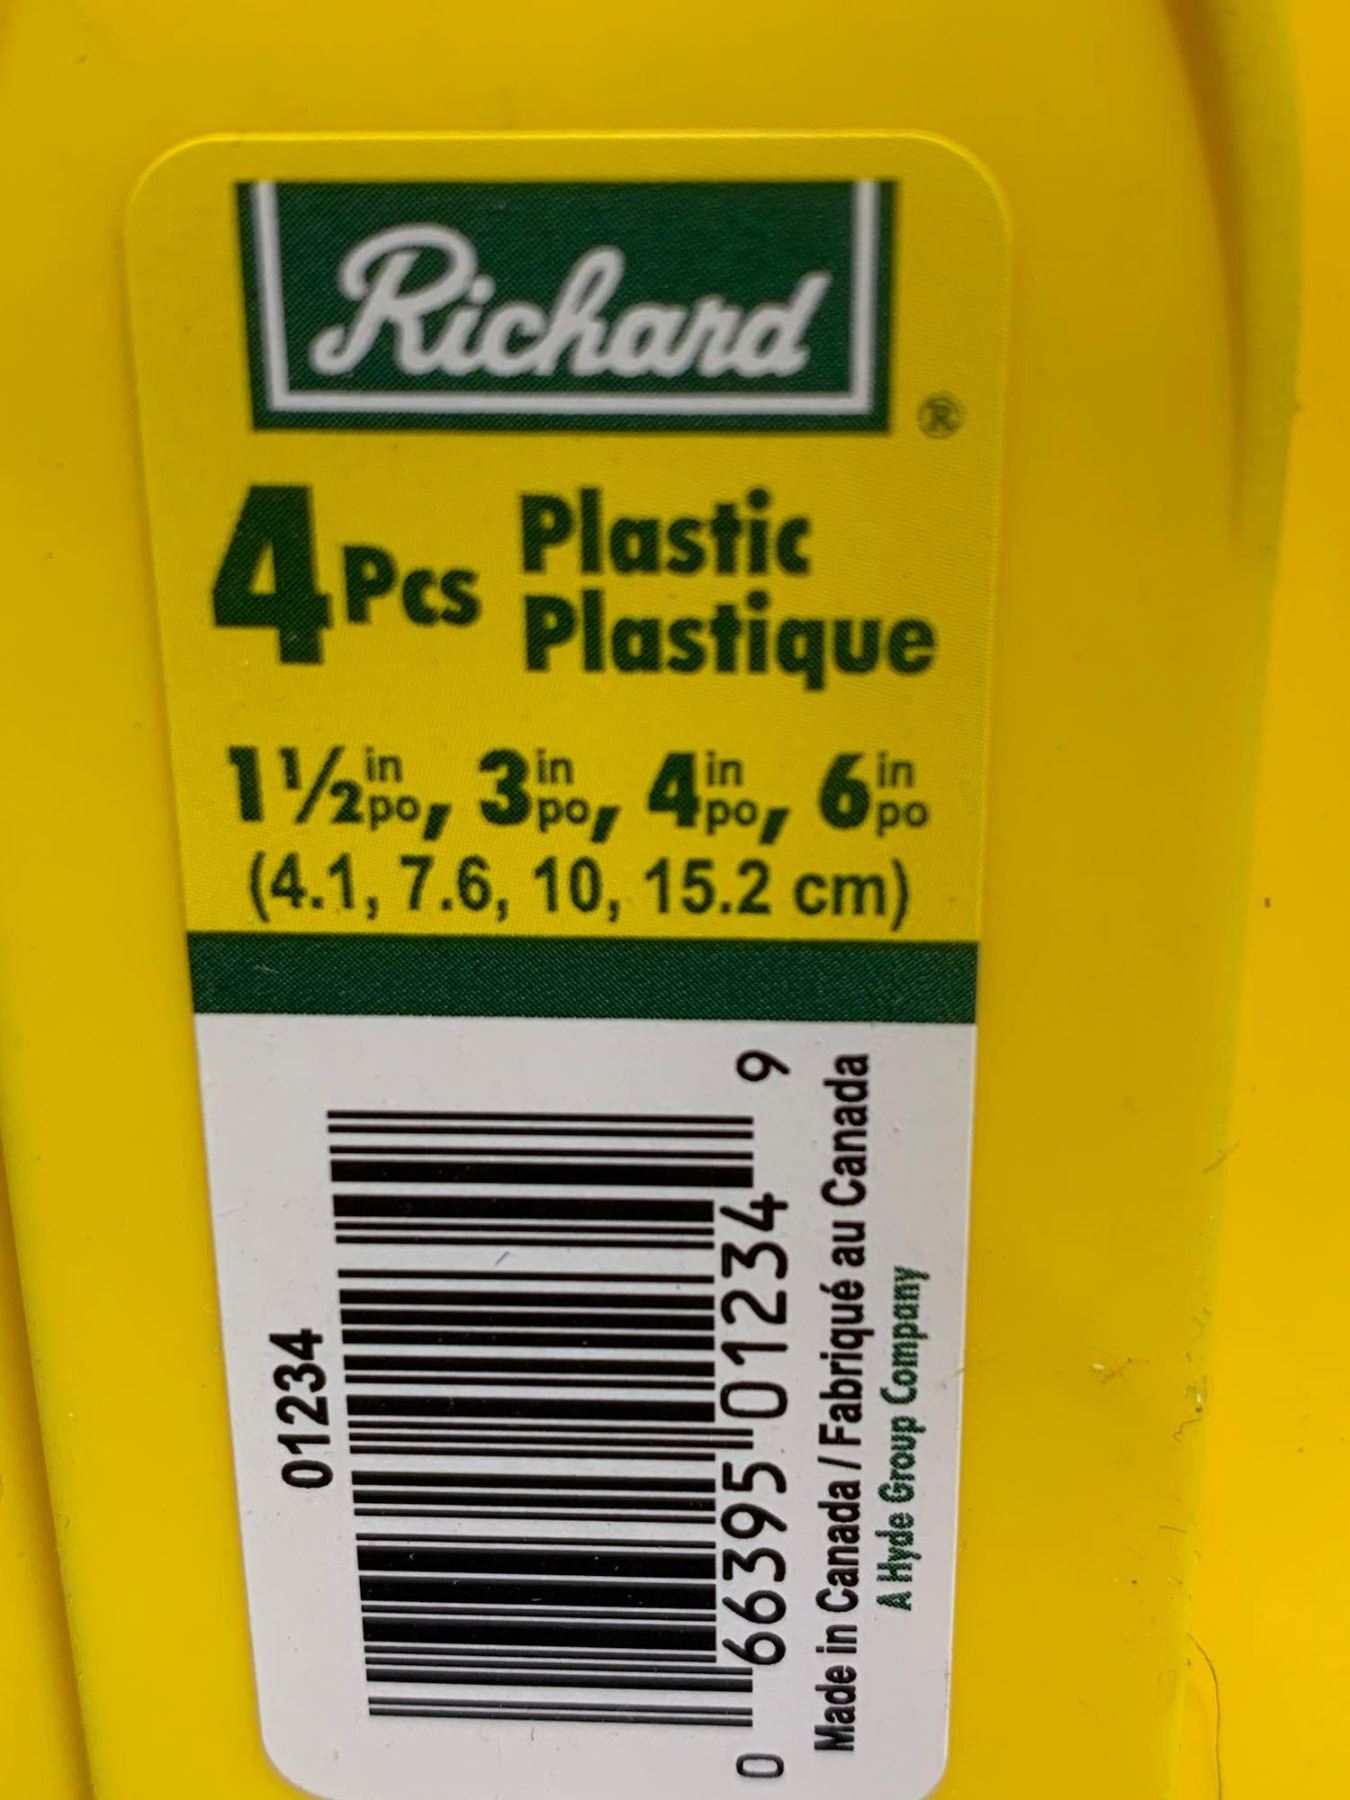 Richard
®
4 Pcs Plastic
Plastique
1 1/2 in po, 3 in po, 4 in po, 6 in po
(4.1, 7.6, 10, 15.2 cm)
01234
0 66395 01234 9
Made in Canada / Fabriqué au Canada
A Hyde Group Company